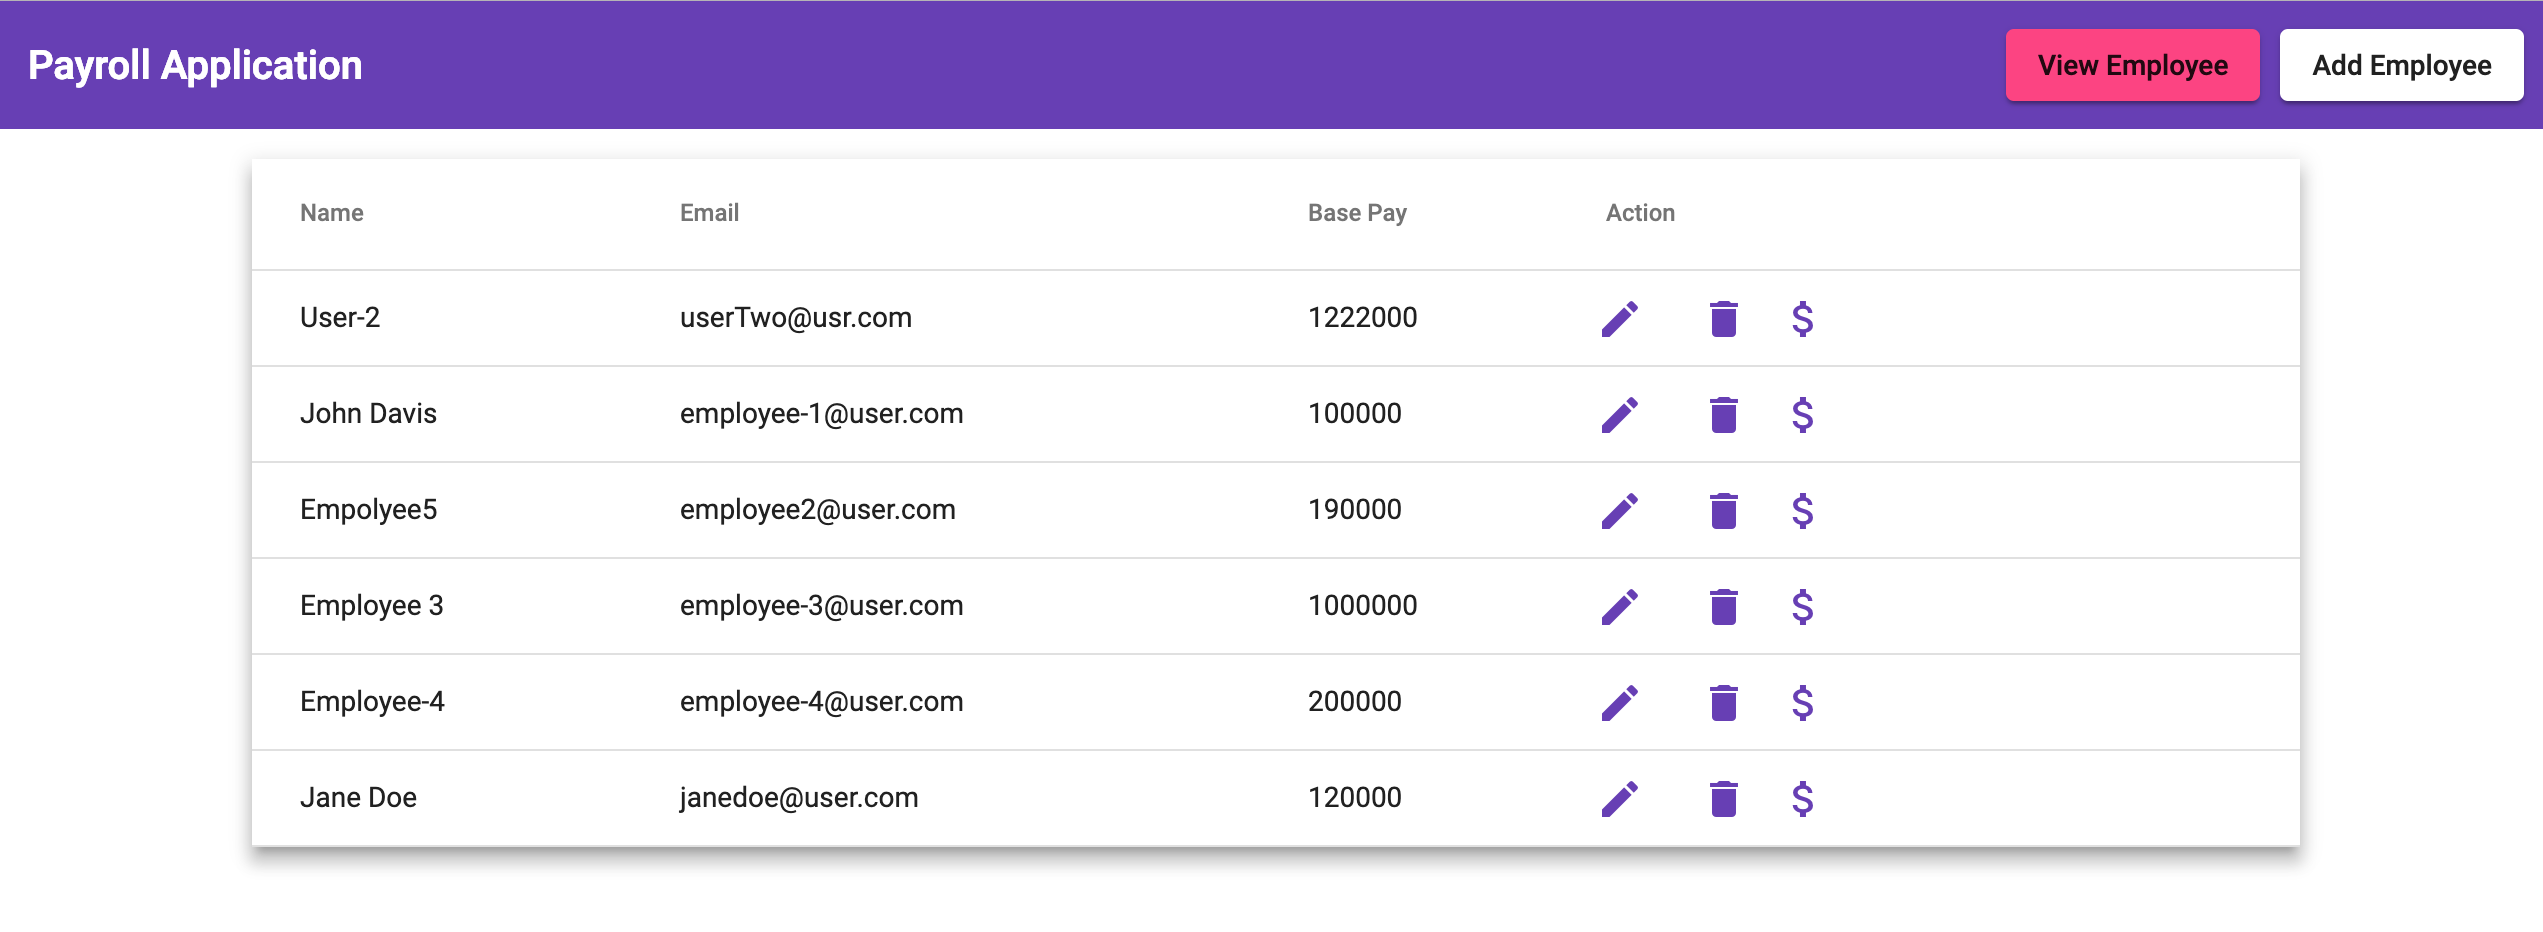 Payroll Application View Employee Add Employee
Name Email Base Pay Action
User-2 userTwo@usr.com 1222000
John Davis employee-1@user.com 100000
Empolyee5 employee2@user.com 190000
Employee 3 employee-3@user.com 1000000
Employee-4 employee-4@user.com 200000
Jane Doe janedoe@user.com 120000